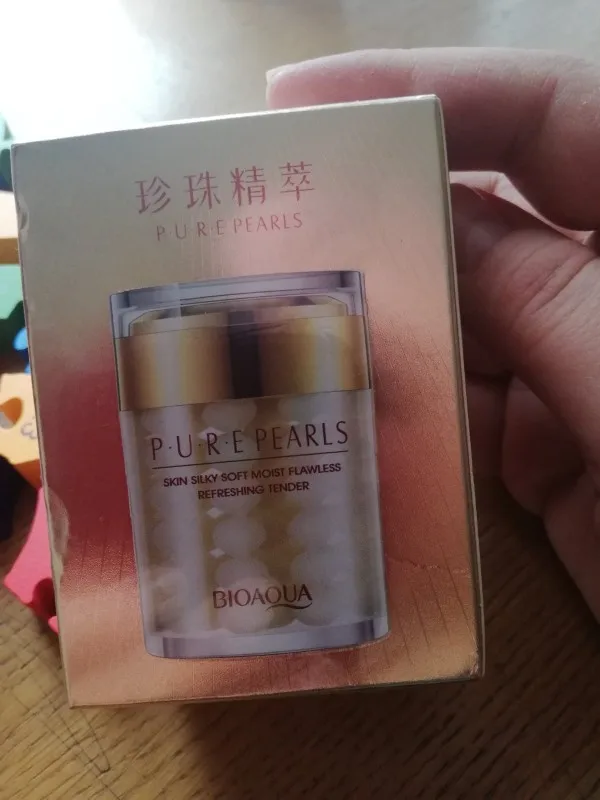 珍珠精萃
P·U·R·E PEARLS
P·U·R·E PEARLS
SKIN SILKY SOFT MOIST FLAWLESS
REFRESHING TENDER
BIOAQUA